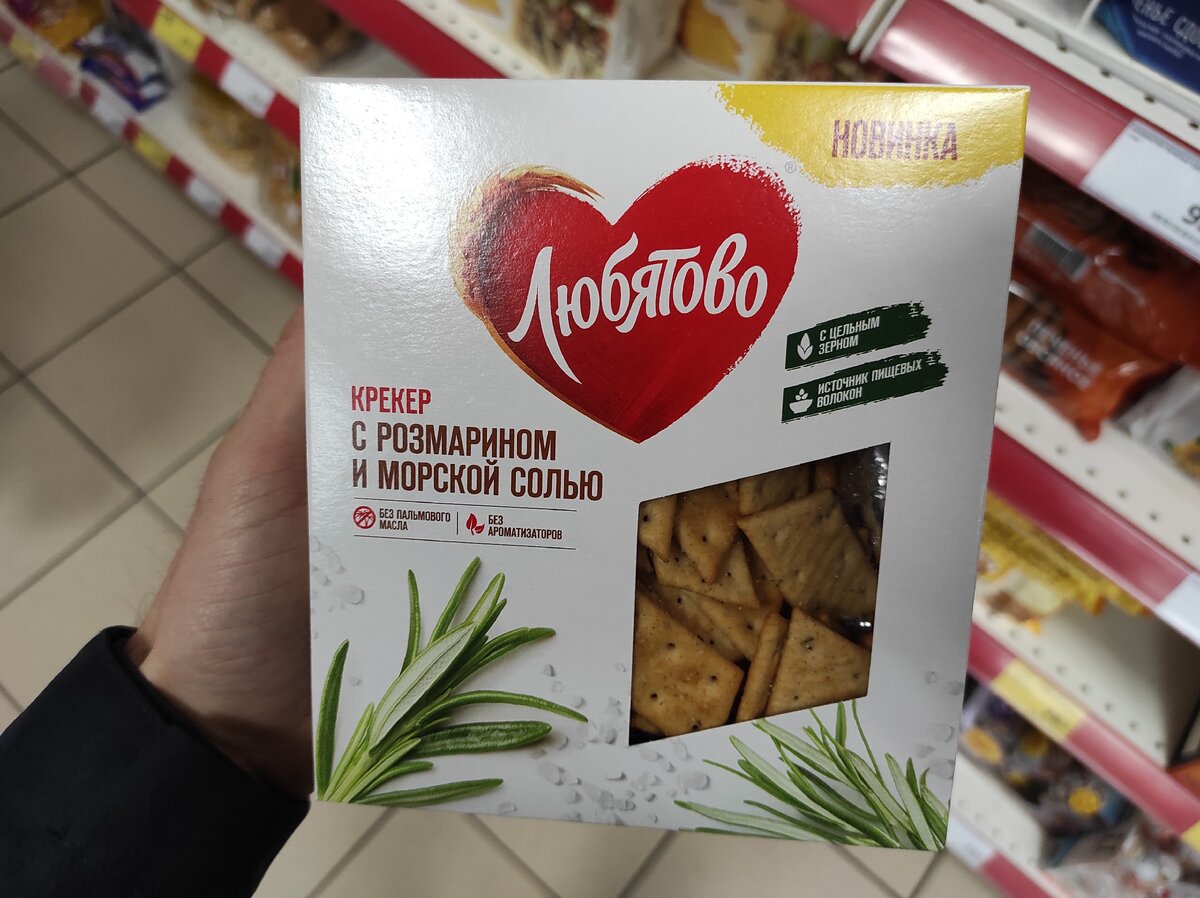 НОВИНКА
®
Любятово
С ЦЕЛЬНЫМ
ЗЕРНОМ
ИСТОЧНИК ПИЩЕВЫХ
ВОЛОКОН
КРЕКЕР
С РОЗМАРИНОМ
И МОРСКОЙ СОЛЬЮ
БЕЗ ПАЛЬМОВОГО
МАСЛА
БЕЗ
АРОМАТИЗАТОРОВ